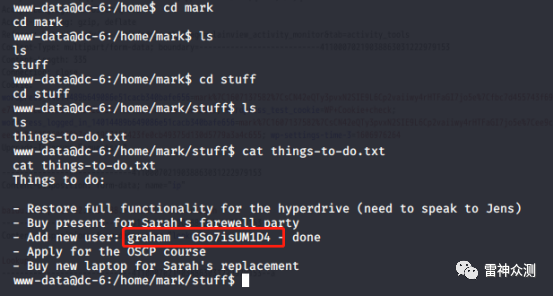 www-data@dc-6:/home$ cd mark
cd mark
www-data@dc-6:/home/mark$ ls
ls
stuff
www-data@dc-6:/home/mark$ cd stuff
cd stuff
www-data@dc-6:/home/mark/stuff$ ls
ls
things-to-do.txt
www-data@dc-6:/home/mark/stuff$ cat things-to-do.txt
cat things-to-do.txt
Things to do:
- Restore full functionality for the hyperdrive (need to speak to Jens)
- Buy present for Sarah's farewell party
- Add new user: graham - GSo7isUM1D4 - done
- Apply for the OSCP course
- Buy new laptop for Sarah's replacement
www-data@dc-6:/home/mark/stuff$
雷神众测